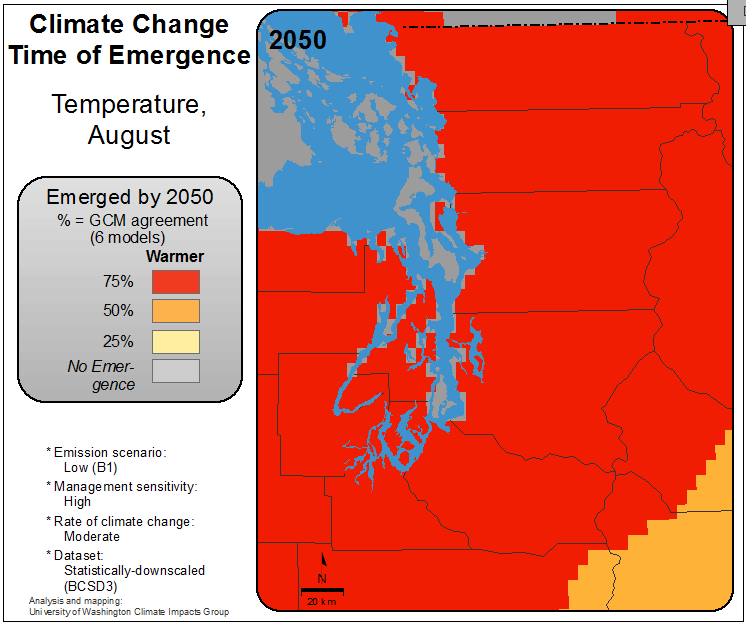 Climate Change
Time of Emergence
Temperature,
August
Emerged by 2050
% = GCM agreement
(6 models)
Warmer
75%
50%
25%
No Emer-
gence
* Emission scenario:
Low (B1)
* Management sensitivity:
High
* Rate of climate change:
Moderate
* Dataset:
Statistically-downscaled
(BCSD3)
Analysis and mapping:
University of Washington Climate Impacts Group
2050
N
20 km